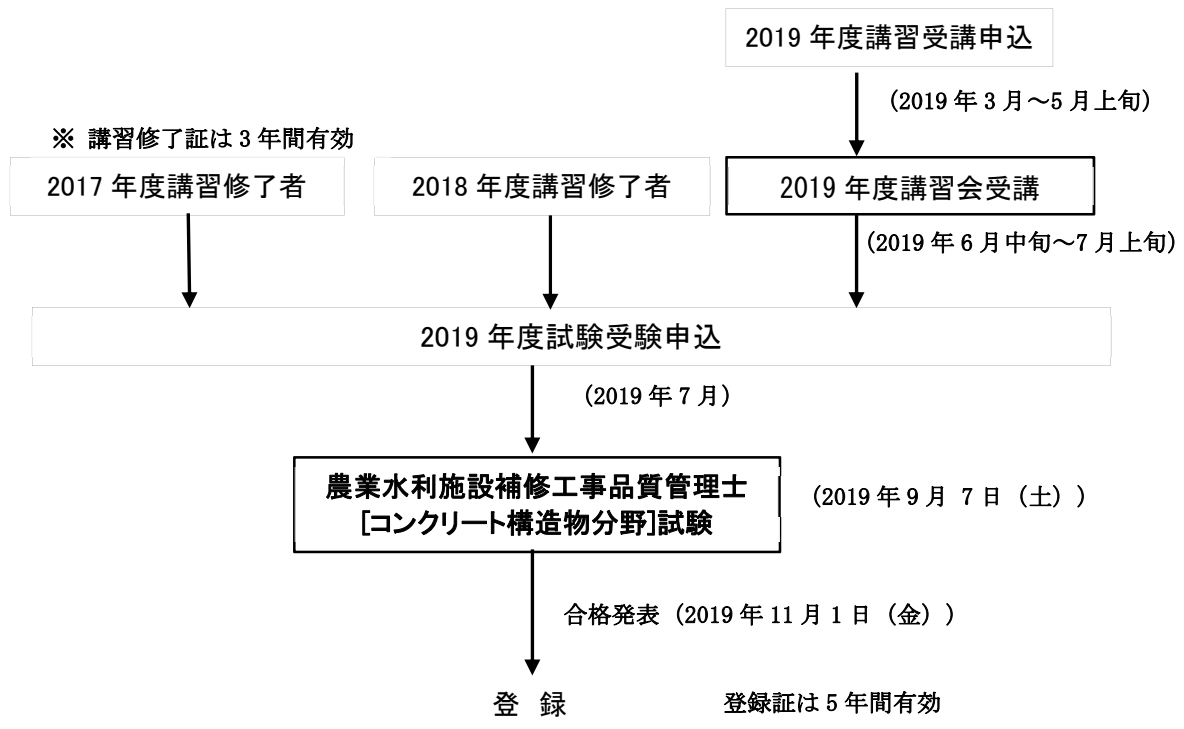 2019 年度講習受講申込
(2019 年 3 月～5 月上旬)
※ 講習修了証は 3 年間有効
2017 年度講習修了者
2018 年度講習修了者
2019 年度講習会受講
(2019 年 6 月中旬～7 月上旬)
2019 年度試験受験申込
(2019 年 7 月)
農業水利施設補修工事品質管理士
[コンクリート構造物分野]試験
(2019 年 9 月 7 日（土）)
合格発表 (2019 年 11 月 1 日（金）)
登 録
登録証は 5 年間有効